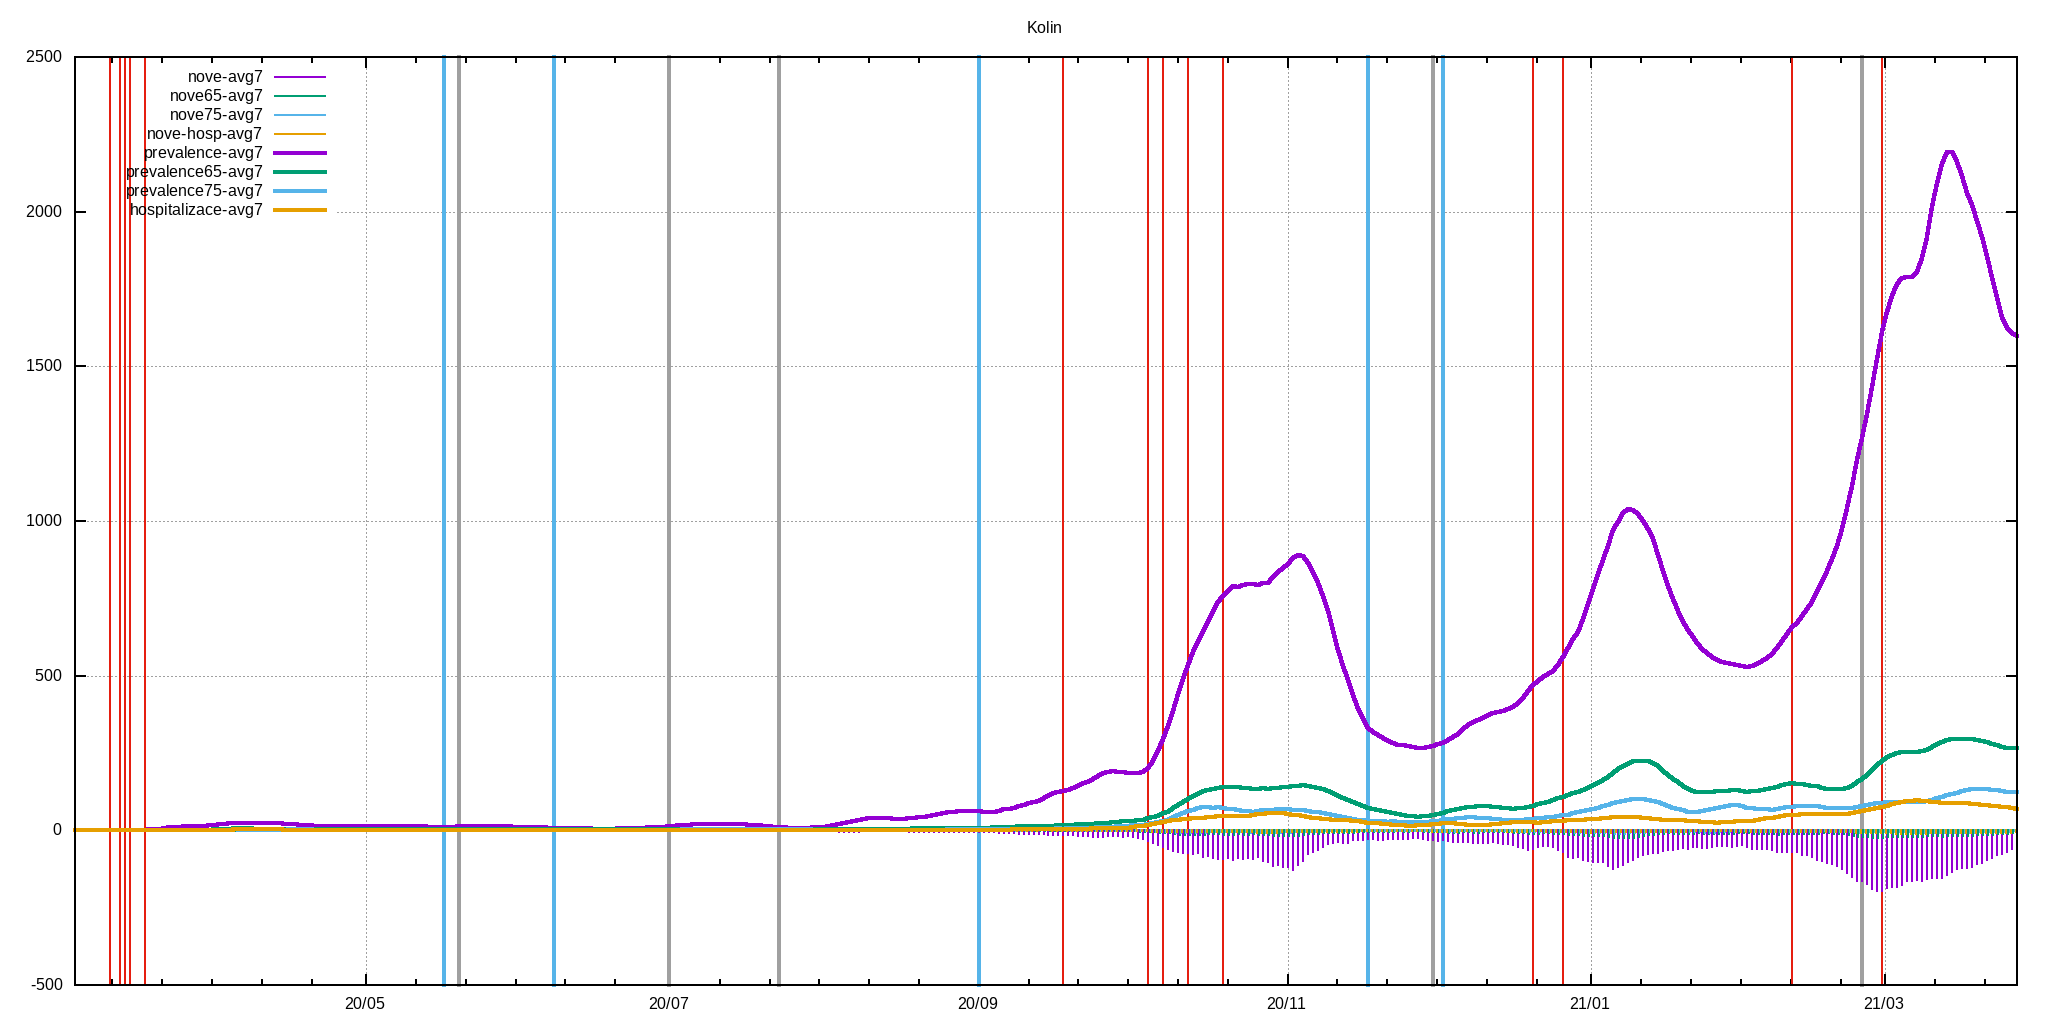 Kolin
2500
2000
1500
1000
500
0
-500
nove-avg7
nove65-avg7
nove75-avg7
nove-hosp-avg7
prevalence-avg7
prevalence65-avg7
prevalence75-avg7
hospitalizace-avg7
20/05
20/07
20/09
20/11
21/01
21/03